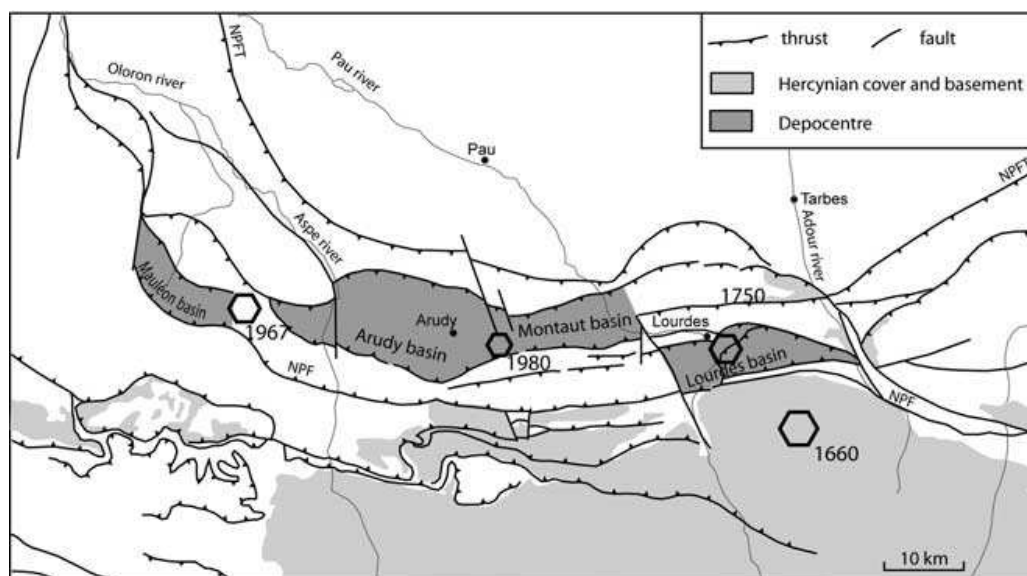 NPFT
Oloron river
Pau river
thrust
fault
Hercynian cover and basement
Depocentre
Pau
NPFT
Tarbes
Adour river
Aspe river
Mauléon basin
1967
Arudy
Arudy basin
Montaut basin
1980
1750
Lourdes
Lourdes basin
NPF
NPF
1660
10 km